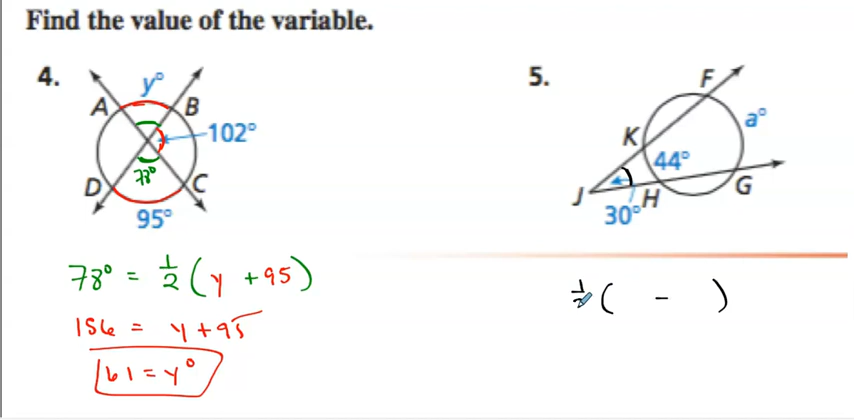 Find the value of the variable.
4.
y°
A
B
102°
78°
D
C
95°
78° = 1/2 (y + 95)
156 = y + 95
61 = y°
5.
F
a°
K
44°
J
H
G
30°
1/2 ( - )